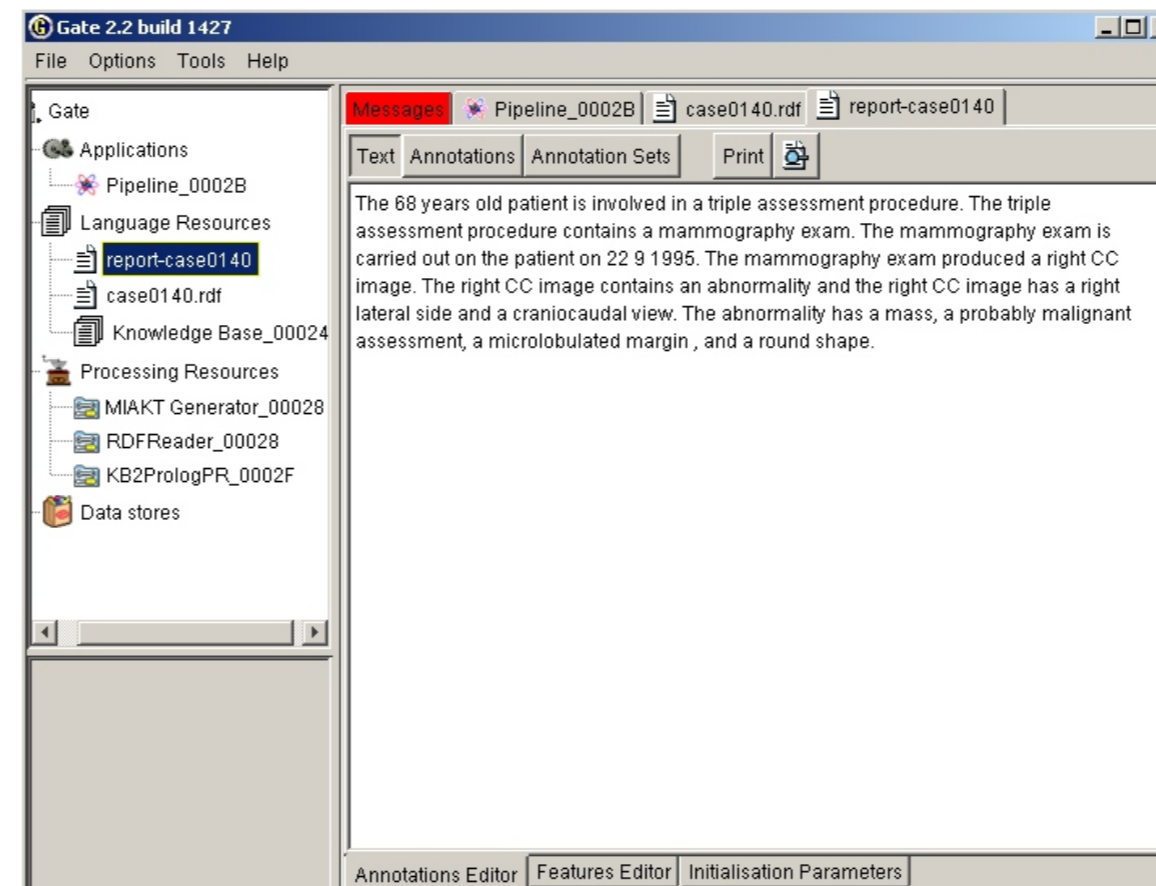 Gate 2.2 build 1427
File Options Tools Help
Gate
Applications
Pipeline_0002B
Language Resources
report-case0140
case0140.rdf
Knowledge Base_00024
Processing Resources
MIAKT Generator_00028
RDFReader_00028
KB2PrologPR_0002F
Data stores
Messages Pipeline_0002B case0140.rdf report-case0140
Text Annotations Annotation Sets Print
The 68 years old patient is involved in a triple assessment procedure. The triple
assessment procedure contains a mammography exam. The mammography exam is
carried out on the patient on 22 9 1995. The mammography exam produced a right CC
image. The right CC image contains an abnormality and the right CC image has a right
lateral side and a craniocaudal view. The abnormality has a mass, a probably malignant
assessment, a microlobulated margin , and a round shape.
Annotations Editor Features Editor Initialisation Parameters